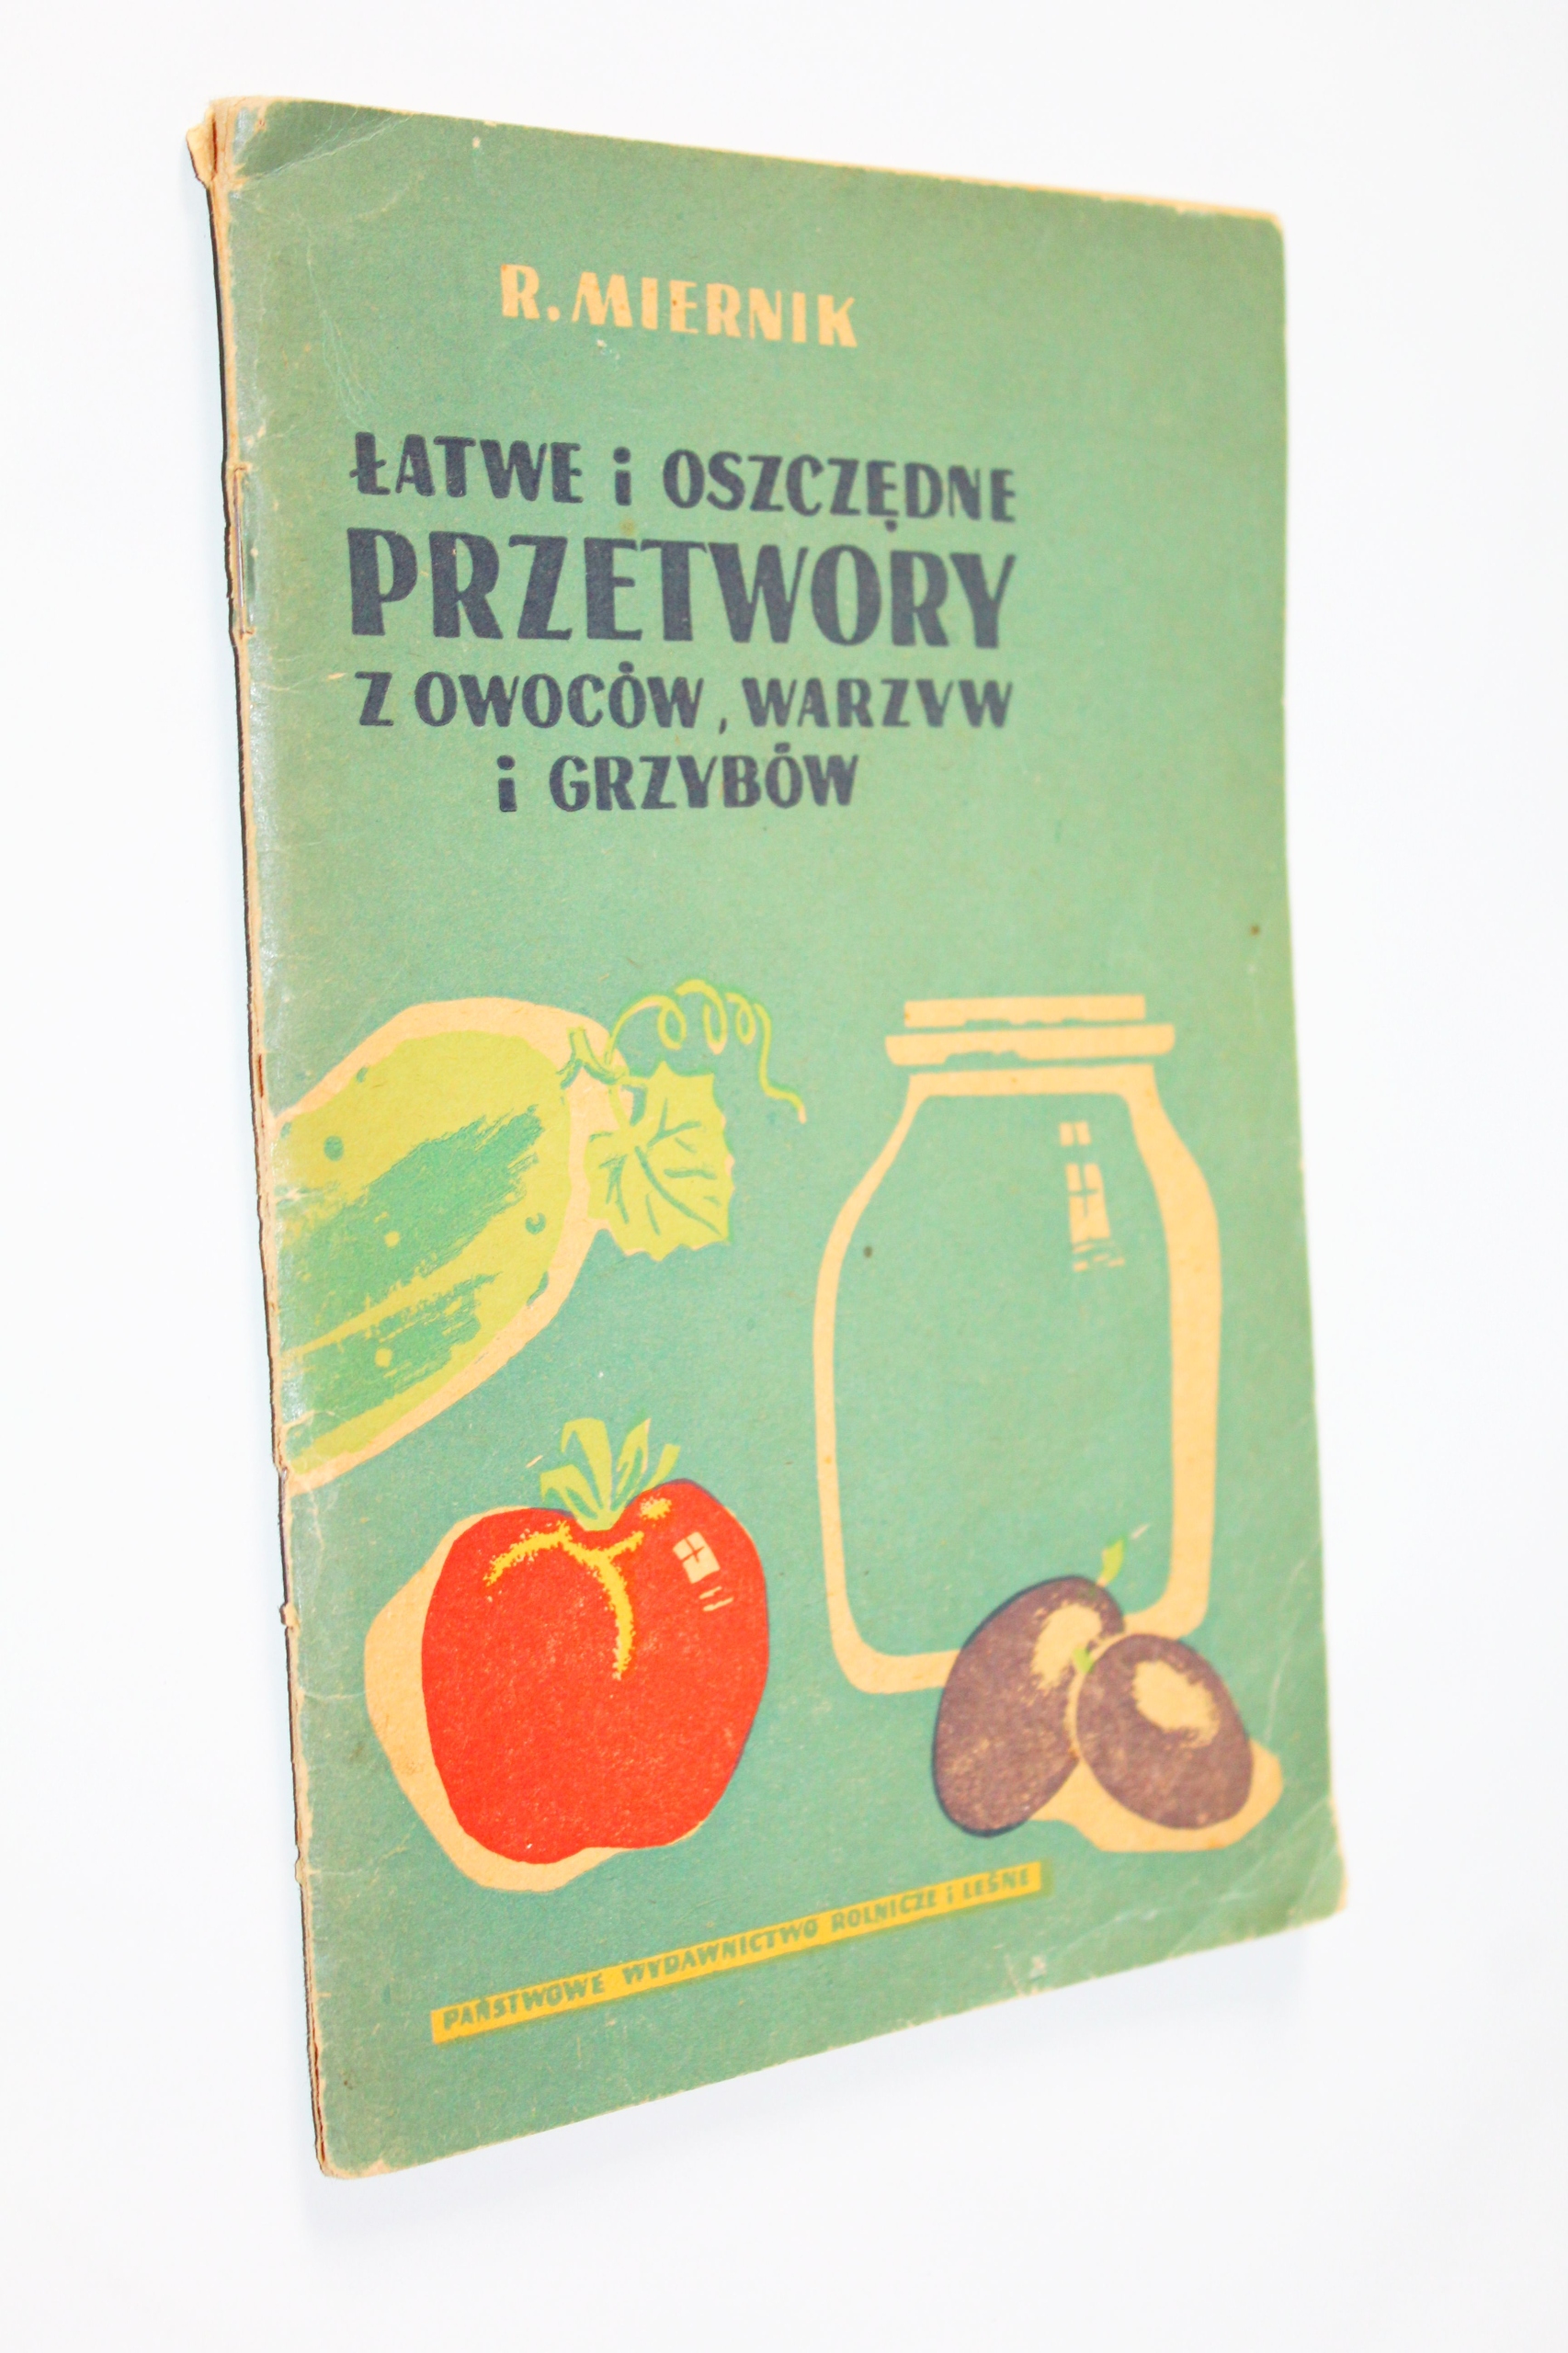 R. MIERNIK
ŁATWE i OSZCZĘDNE
PRZETWORY
Z OWOCÓW, WARZYW
i GRZYBÓW
PAŃSTWOWE WYDAWNICTWO ROLNICZE i LEŚNE